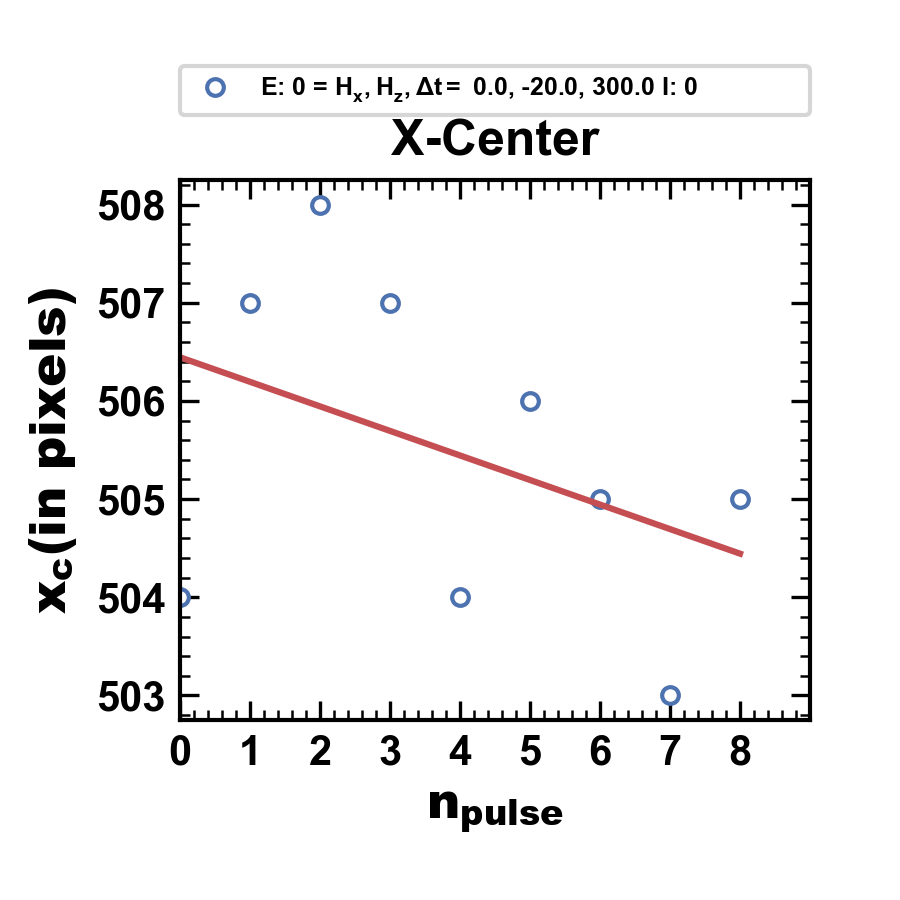 E: 0 = Hx, Hz, Δt = 0.0, -20.0, 300.0 I: 0
X-Center
508
507
506
505
504
503
xc(in pixels)
0 1 2 3 4 5 6 7 8
npulse